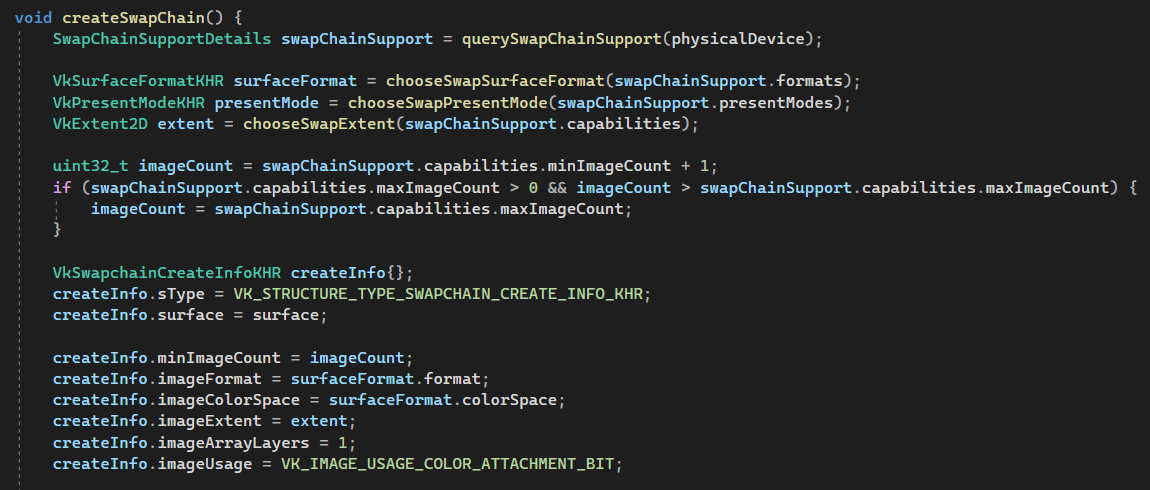 void createSwapChain() {
    SwapChainSupportDetails swapChainSupport = querySwapChainSupport(physicalDevice);

    VkSurfaceFormatKHR surfaceFormat = chooseSwapSurfaceFormat(swapChainSupport.formats);
    VkPresentModeKHR presentMode = chooseSwapPresentMode(swapChainSupport.presentModes);
    VkExtent2D extent = chooseSwapExtent(swapChainSupport.capabilities);

    uint32_t imageCount = swapChainSupport.capabilities.minImageCount + 1;
    if (swapChainSupport.capabilities.maxImageCount > 0 && imageCount > swapChainSupport.capabilities.maxImageCount) {
        imageCount = swapChainSupport.capabilities.maxImageCount;
    }

    VkSwapchainCreateInfoKHR createInfo{};
    createInfo.sType = VK_STRUCTURE_TYPE_SWAPCHAIN_CREATE_INFO_KHR;
    createInfo.surface = surface;

    createInfo.minImageCount = imageCount;
    createInfo.imageFormat = surfaceFormat.format;
    createInfo.imageColorSpace = surfaceFormat.colorSpace;
    createInfo.imageExtent = extent;
    createInfo.imageArrayLayers = 1;
    createInfo.imageUsage = VK_IMAGE_USAGE_COLOR_ATTACHMENT_BIT;